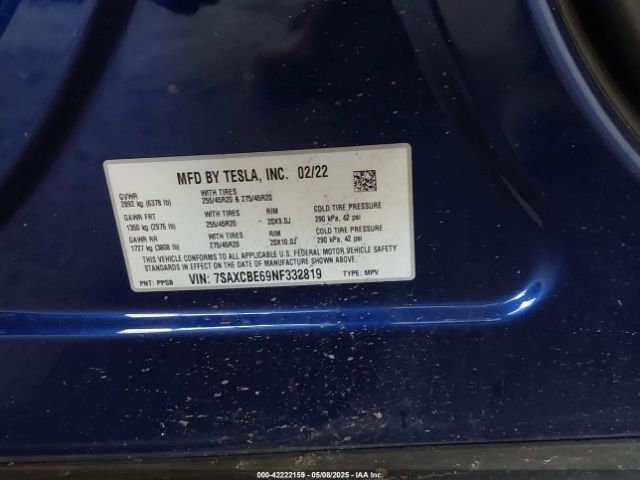 MFD BY TESLA, INC. 02/22
GVWR WITH TIRES
2892 kg (6378 lb) 255/45R20 & 275/45R20
GAWR FRT WITH TIRES RIM COLD TIRE PRESSURE
1350 kg (2976 lb) 255/45R20 - 20X9.0J 290 kPa, 42 psi
GAWR RR WITH TIRES RIM COLD TIRE PRESSURE
1727 kg (3808 lb) 275/45R20 - 20X10.0J 290 kPa, 42 psi
THIS VEHICLE CONFORMS TO ALL APPLICABLE U.S. FEDERAL MOTOR VEHICLE SAFETY
STANDARDS IN EFFECT ON THE DATE OF MANUFACTURE SHOWN ABOVE.
PNT: PPSB VIN: 7SAXCBE69NF332819 TYPE: MPV
000-42222159 - 05/08/2025 - IAAI.COM